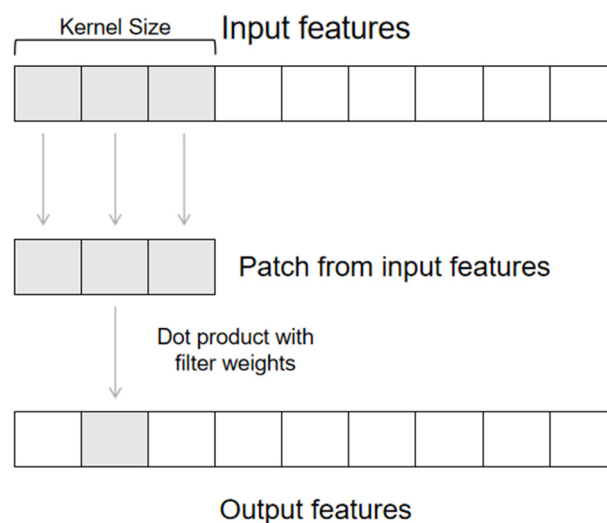 Kernel Size
Input features
Patch from input features
Dot product with
filter weights
Output features